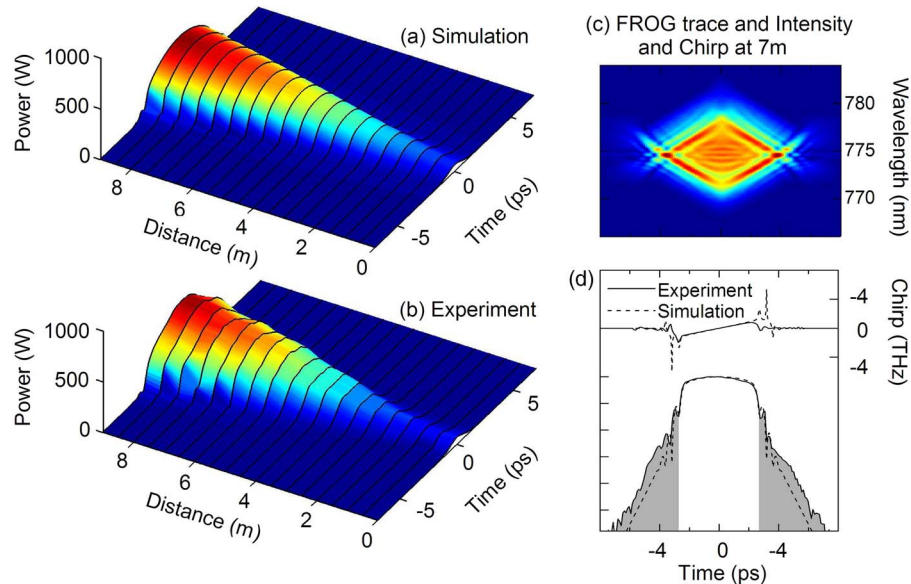 (a) Simulation
1000
500
0
Power (W)
8
6
4
2
0
Distance (m)
-5
0
5
Time (ps)
(b) Experiment
1000
500
0
Power (W)
8
6
4
2
0
Distance (m)
-5
0
5
Time (ps)
(c) FROG trace and Intensity
and Chirp at 7m
780
775
770
Wavelength (nm)
(d)
Experiment
Simulation
-4
0
-4
Chirp (THz)
-4
0
-4
Time (ps)